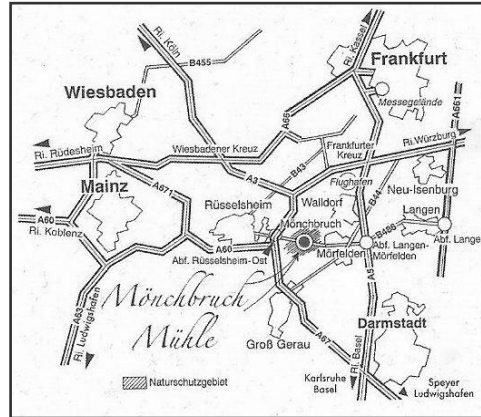 Ri. Köln
B455
Ri. Kassel
Frankfurt
Messegelände
A661
Wiesbaden
A66
Ri. Rüdesheim
Wiesbadener Kreuz
Frankfurter
Kreuz
Ri. Würzburg
B43
A3
Flughafen
B44
Mainz
A671
A60
Ri. Koblenz
Rüsselsheim
Walldorf
Neu-Isenburg
Langen
Mönchbruch
B486
A60
Abf. Rüsselsheim-Ost
Mörfelden
Abf. Langen-
Mörfelden
Abf. Langen
A5
Mönchbruch
Mühle
A63
Ri. Ludwigshafen
Groß Gerau
A67
Darmstadt
Ri. Basel
Naturschutzgebiet
Karlsruhe
Basel
Speyer
Ludwigshafen